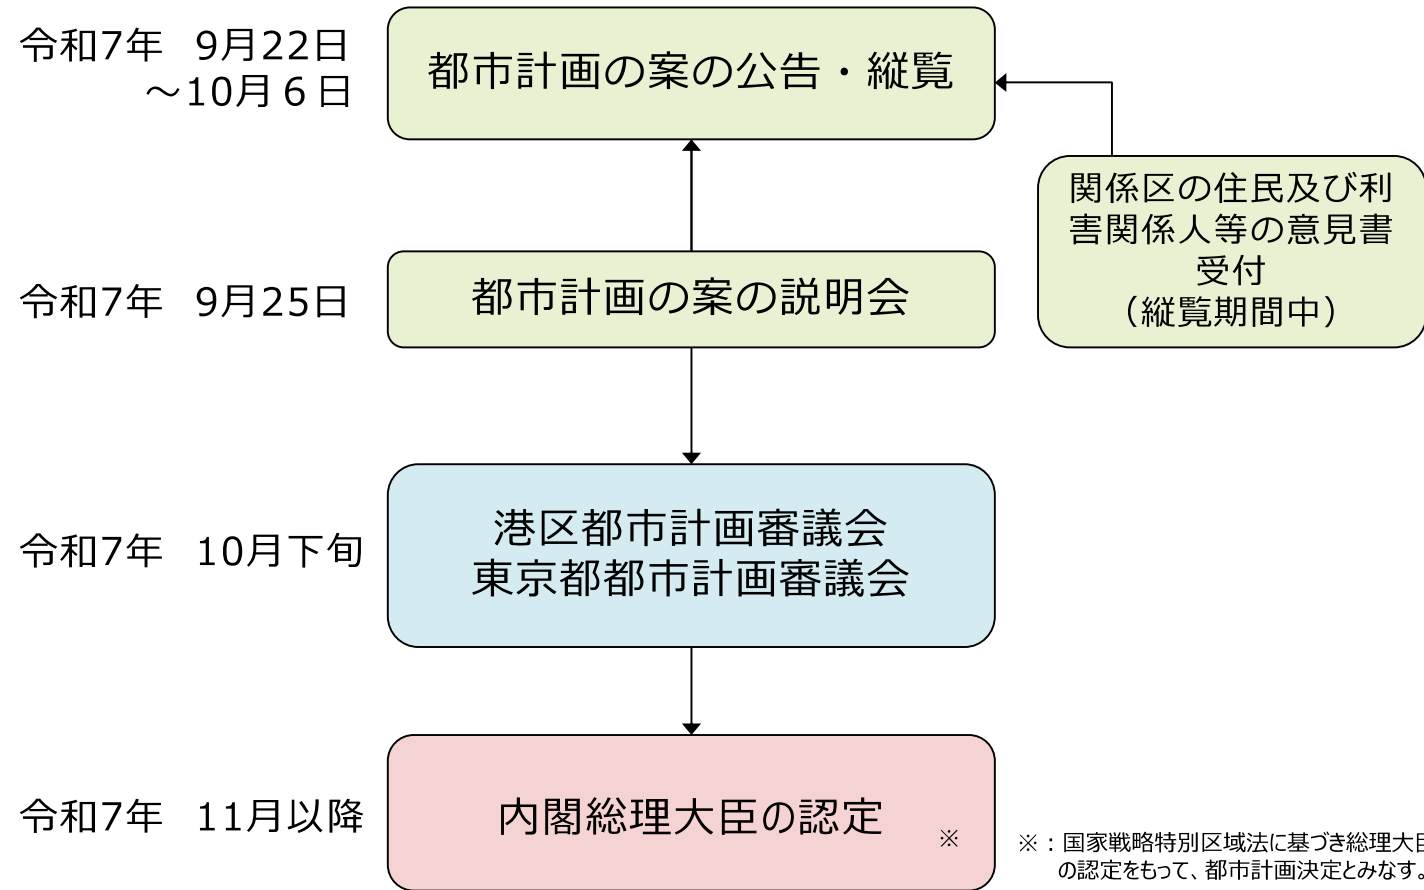 令和7年 9月22日
～10月６日
都市計画の案の公告・縦覧
関係区の住民及び利
害関係人等の意見書
受付
（縦覧期間中）
令和7年 9月25日
都市計画の案の説明会
令和7年 10月下旬
港区都市計画審議会
東京都都市計画審議会
令和7年 11月以降
内閣総理大臣の認定 ※
※：国家戦略特別区域法に基づき総理大臣
の認定をもって、都市計画決定とみなす。